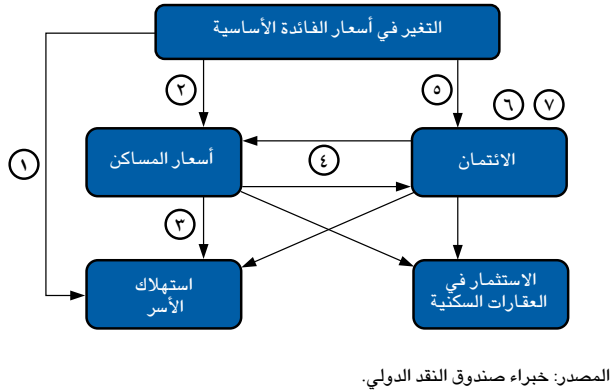 التغير في أسعار الفائدة الأساسية
٥
٢
٧ ٦
١
الائتمان
٤
أسعار المساكن
٣
الاستثمار في
العقارات السكنية
استهلاك
الأسر
المصدر: خبراء صندوق النقد الدولي.